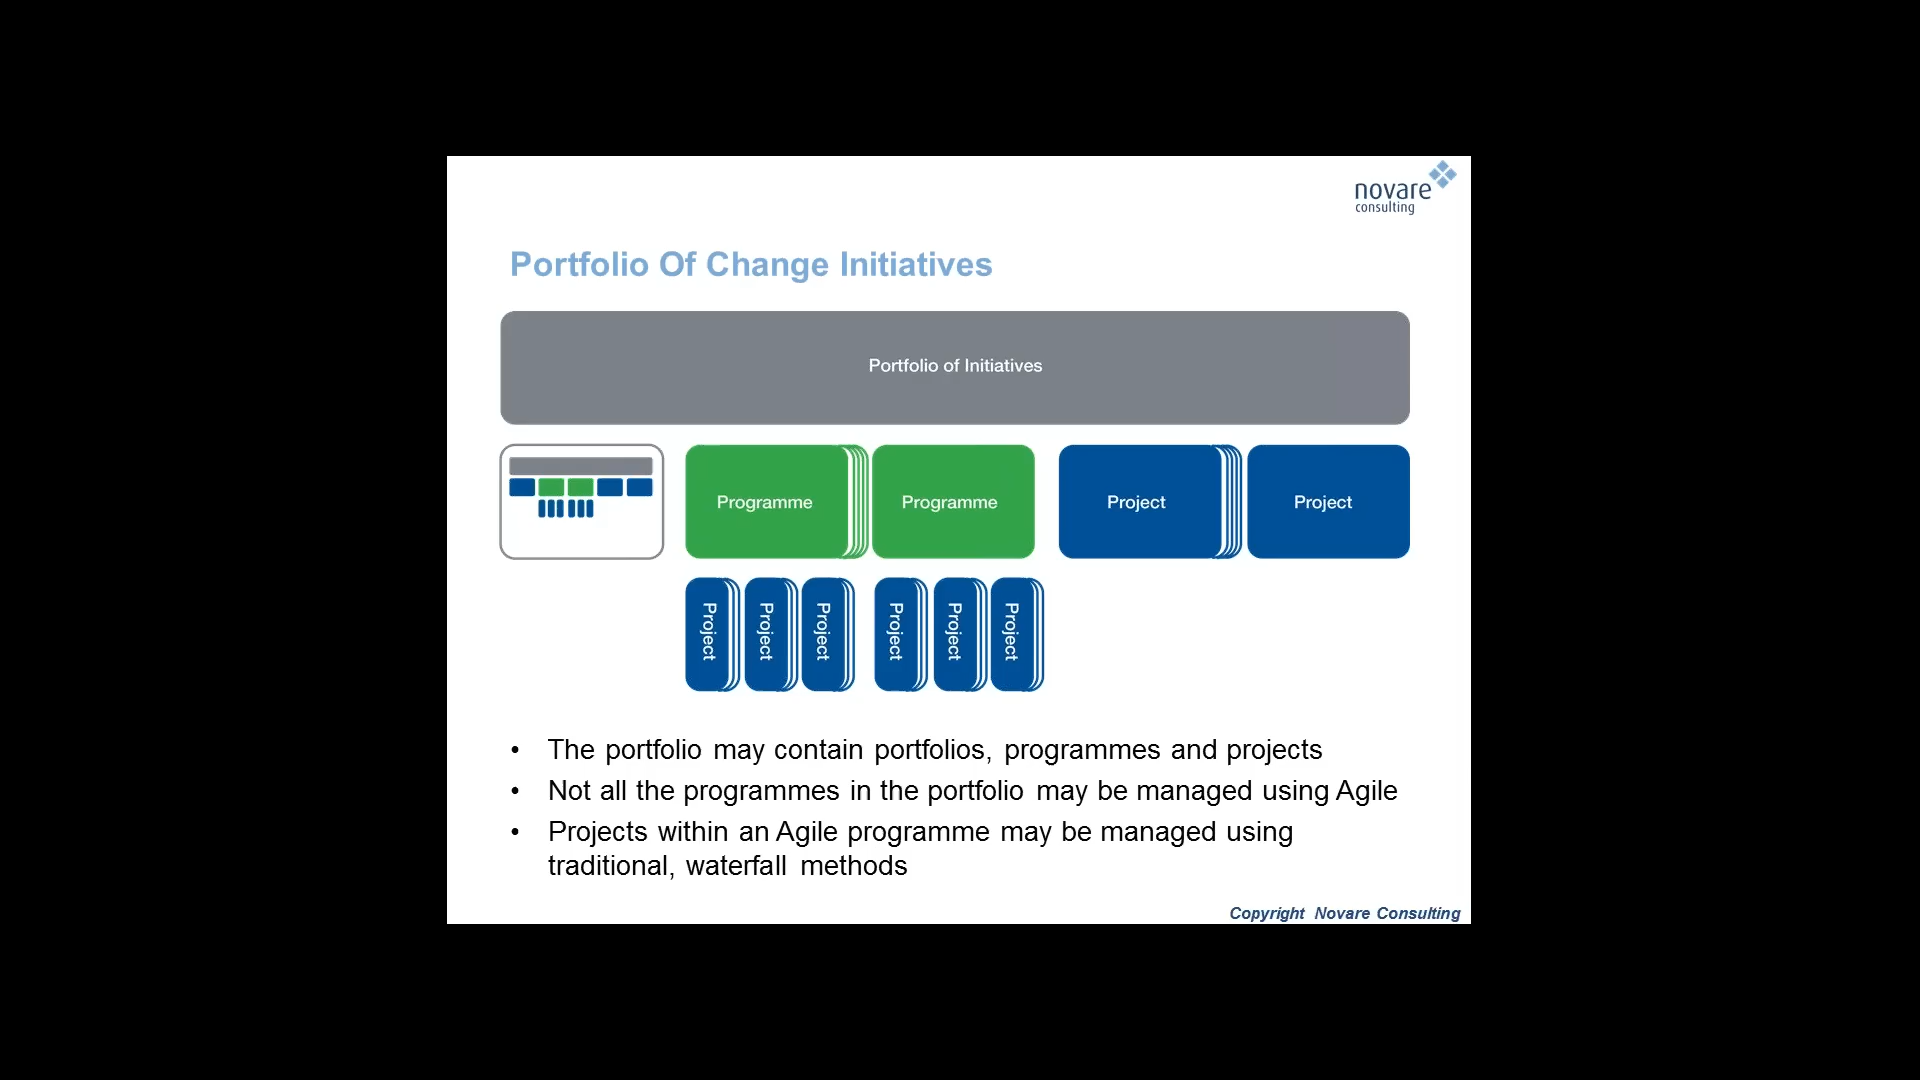 novare
consulting
Portfolio Of Change Initiatives
Portfolio of Initiatives
Programme
Programme
Project
Project
Project
Project
Project
Project
Project
Project
• The portfolio may contain portfolios, programmes and projects
• Not all the programmes in the portfolio may be managed using Agile
• Projects within an Agile programme may be managed using
traditional, waterfall methods
Copyright Novare Consulting